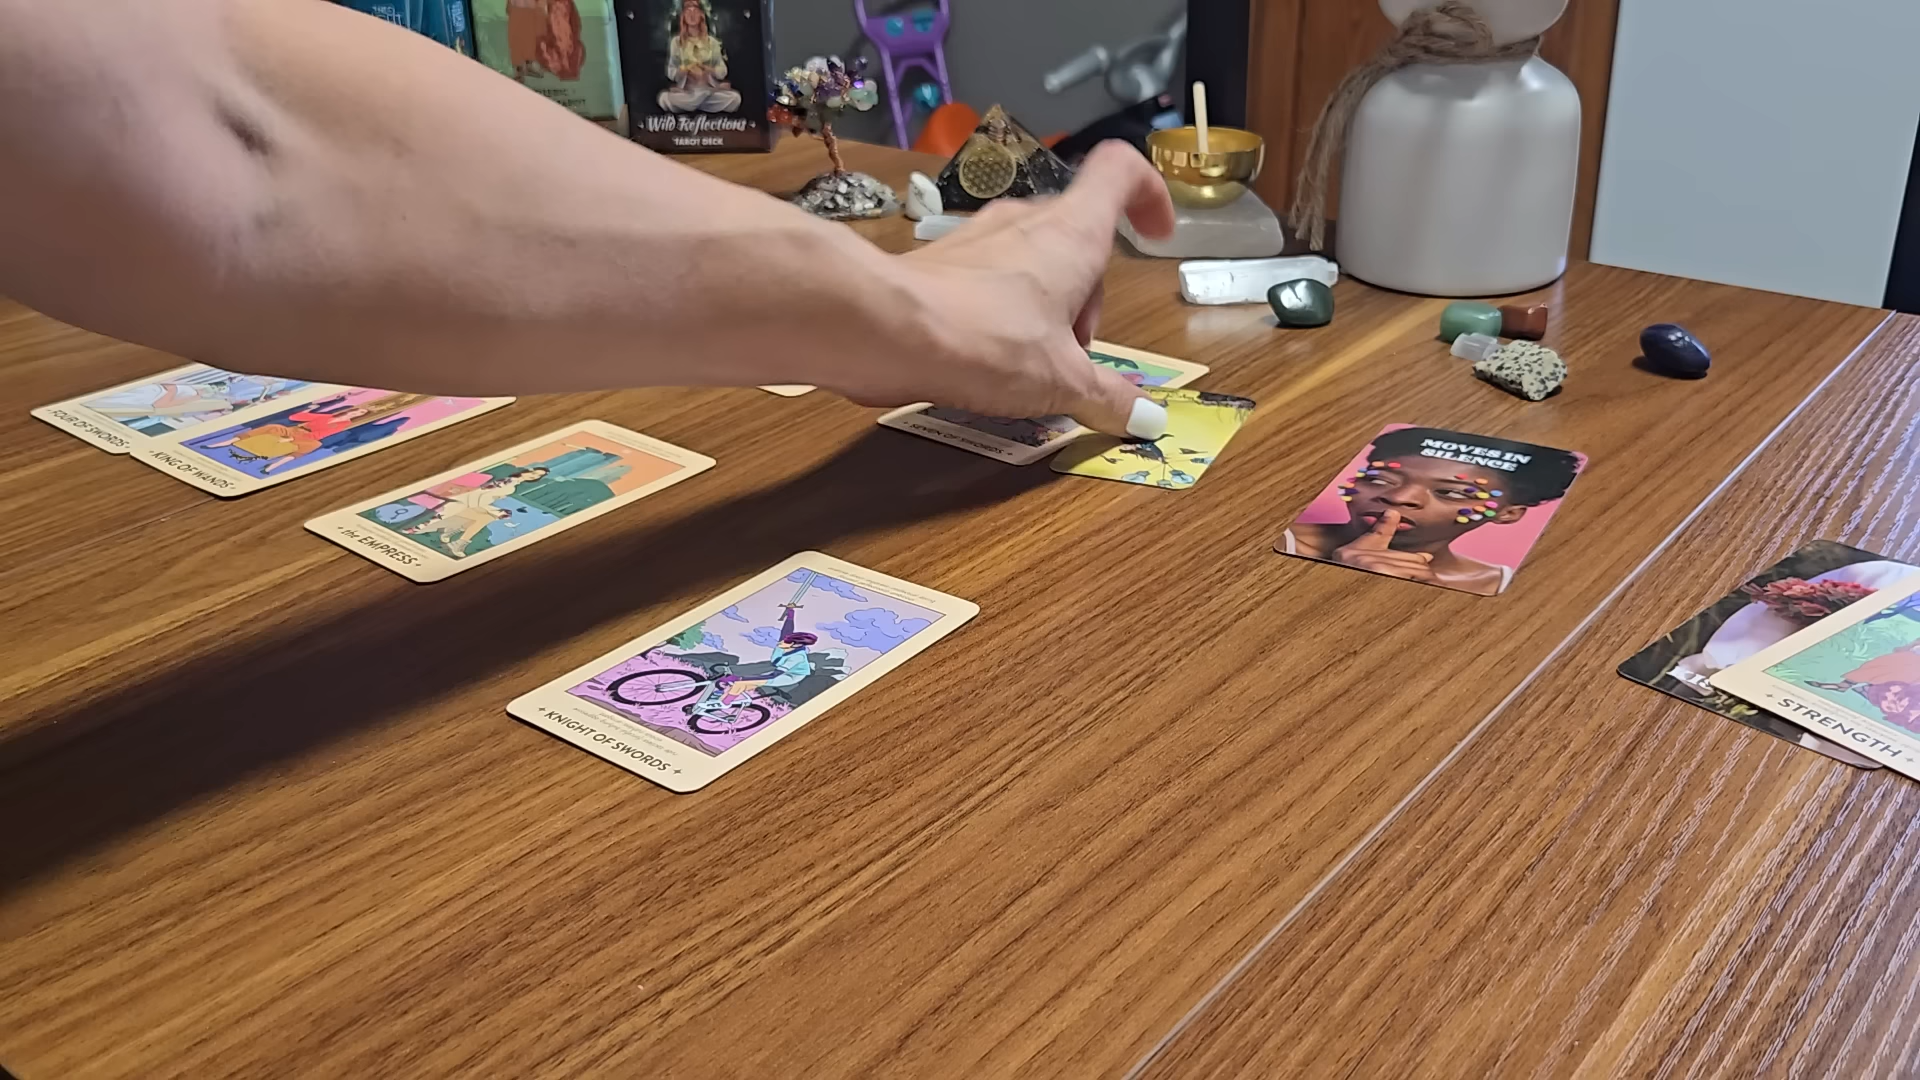 Wild Reflections
TAROT DECK
FOUR OF SWORDS
KING OF WANDS
the EMPRESS
SEVEN OF SWORDS
MOVES IN
SILENCE
KNIGHT OF SWORDS
STRENGTH